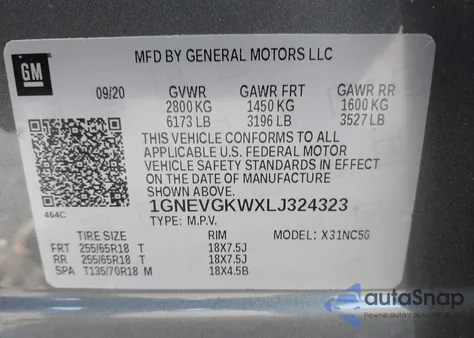 GM
MFD BY GENERAL MOTORS LLC
09/20 GVWR GAWR FRT GAWR RR
2800 KG 1450 KG 1600 KG
6173 LB 3196 LB 3527 LB
THIS VEHICLE CONFORMS TO ALL
APPLICABLE U.S. FEDERAL MOTOR
VEHICLE SAFETY STANDARDS IN EFFECT
ON THE DATE OF MANUFACTURE
SHOWN ABOVE.
464C
1GNEVGKWXLJ324323
TYPE: M.P.V.
TIRE SIZE RIM MODEL: X31NC56
FRT 255/65R18 T 18X7.5J
RR 255/65R18 T 18X7.5J
SPA T135/70R18 M 18X4.5B
autaSnap
Pewne auta z USA